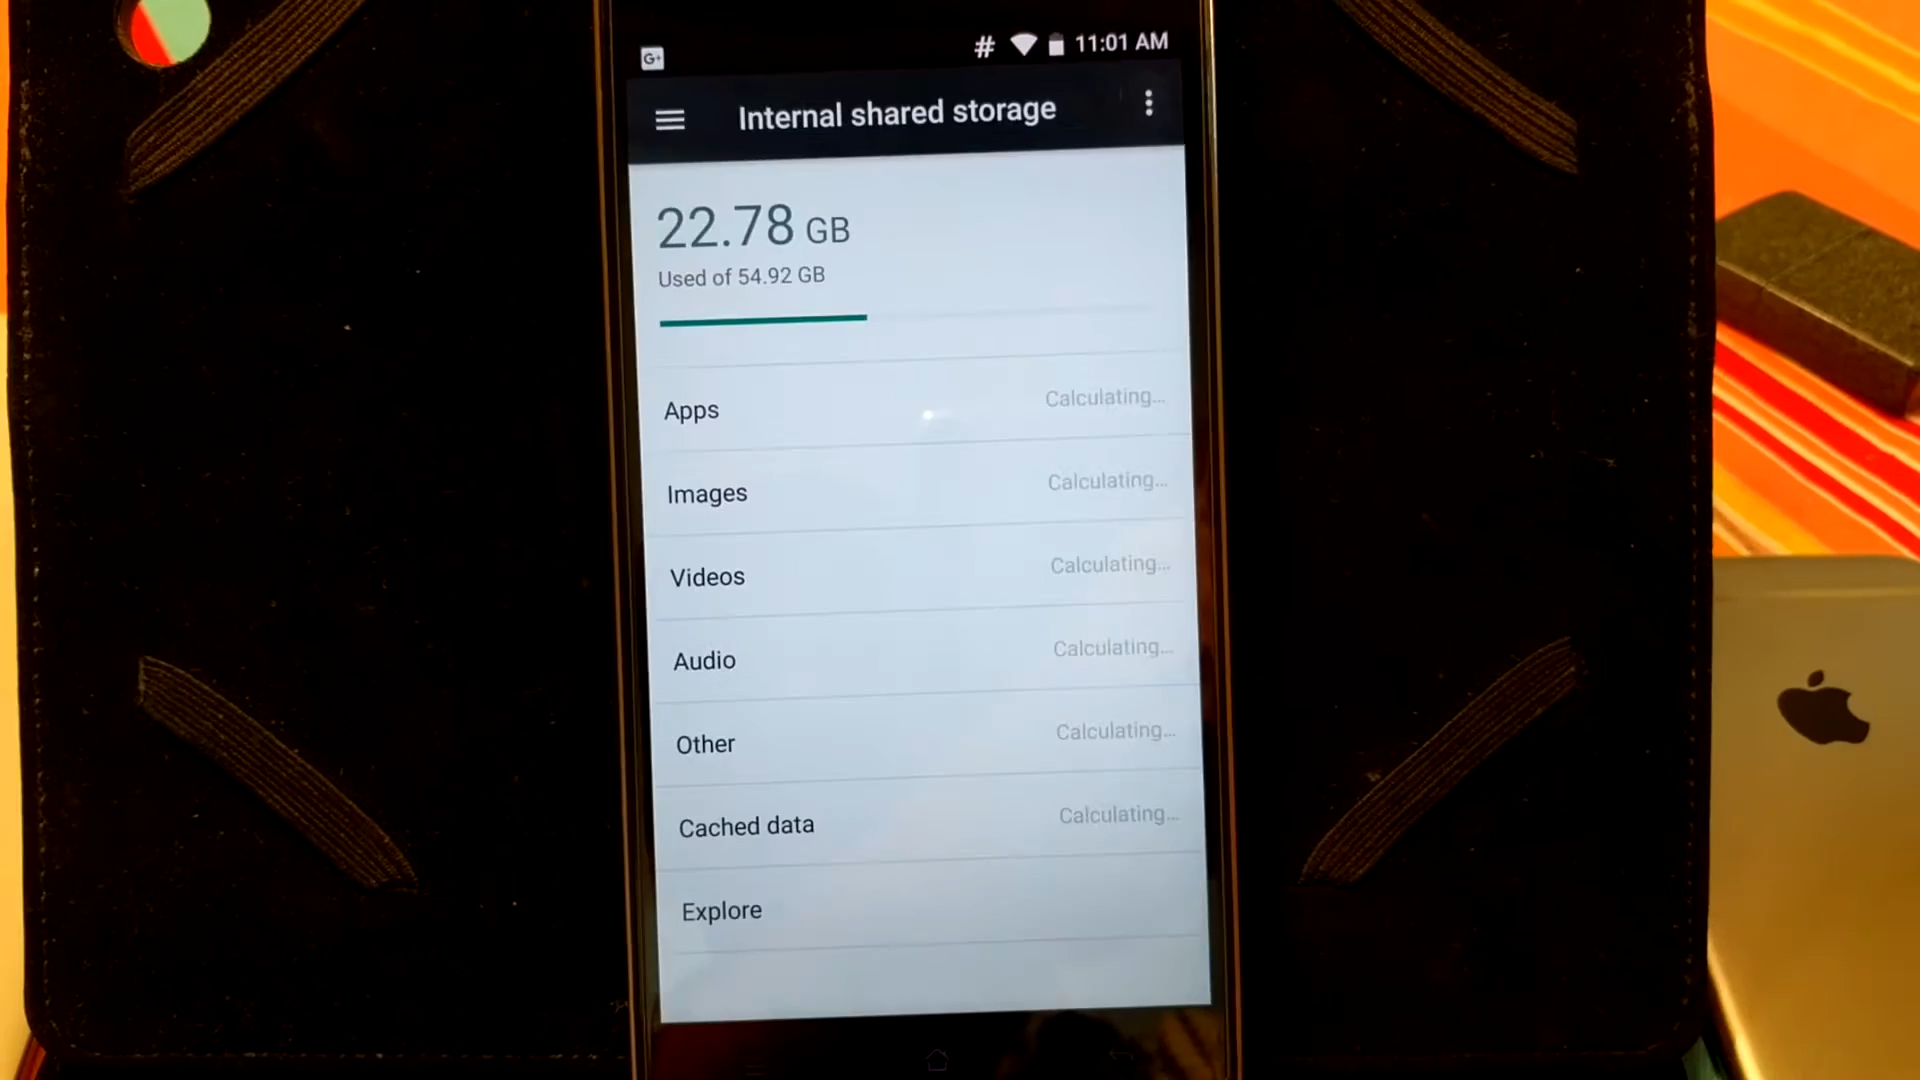 G+ # 11:01 AM
Internal shared storage
22.78 GB
Used of 54.92 GB
Apps Calculating...
Images Calculating...
Videos Calculating...
Audio Calculating...
Other Calculating...
Cached data Calculating...
Explore